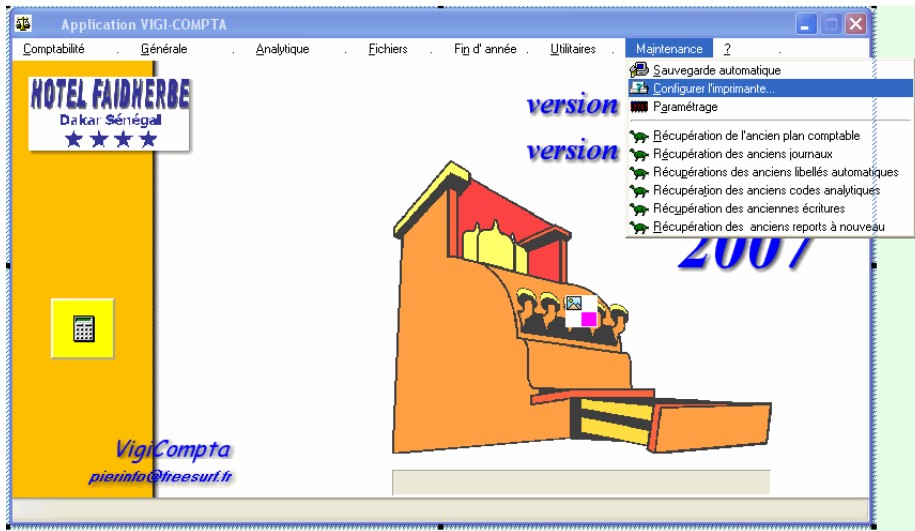 Application VIGI-COMPTA
Comptabilité . Générale . Analytique . Fichiers . Fin d' année . Utilitaires . Maintenance ? .
HOTEL FAIDHERBE
Dakar Sénégal
version
version
2007
Sauvegarde automatique
Configurer l'imprimante...
Paramétrage
Récupération de l'ancien plan comptable
Récupération des anciens journaux
Récupérations des anciens libellés automatiques
Récupération des anciens codes analytiques
Récupération des anciennes écritures
Récupération des anciens reports à nouveau
VigiCompta
pierinfo@freesurf.fr